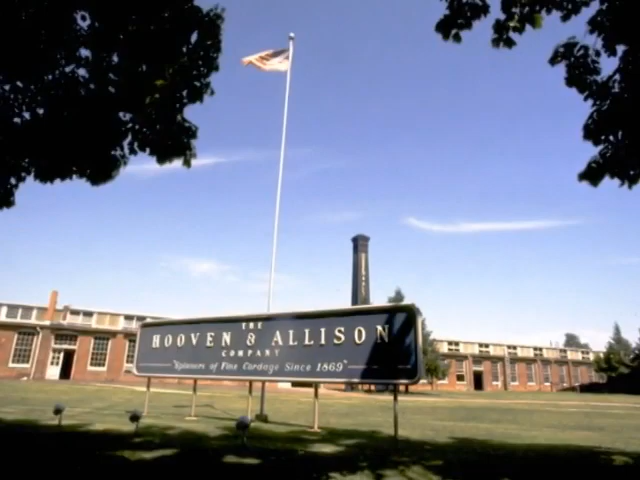 THE
HOOVEN & ALLISON
COMPANY
"Spinners of Fine Cordage Since 1869"